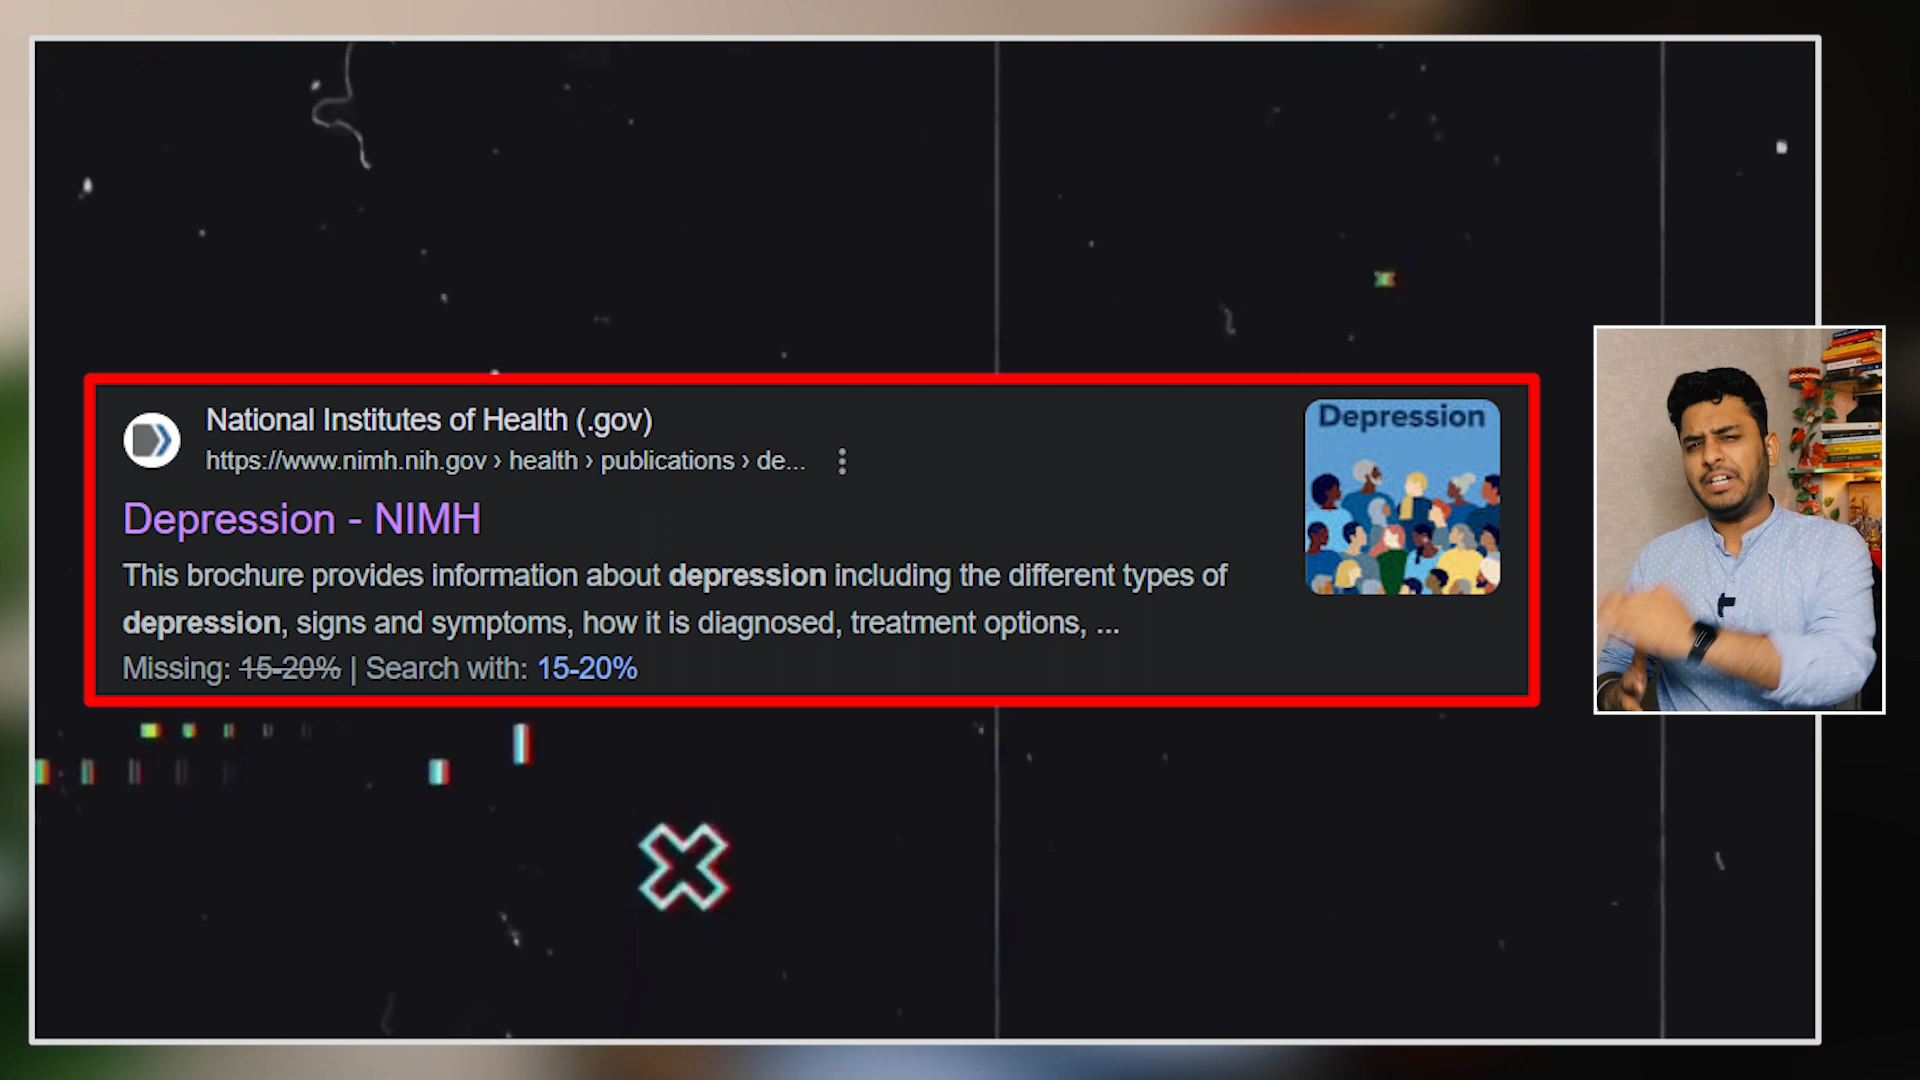 National Institutes of Health (.gov)
https://www.nimh.nih.gov › health › publications › de...
Depression - NIMH
This brochure provides information about depression including the different types of
depression, signs and symptoms, how it is diagnosed, treatment options, ...
Missing: 15-20% | Search with: 15-20%
Depression